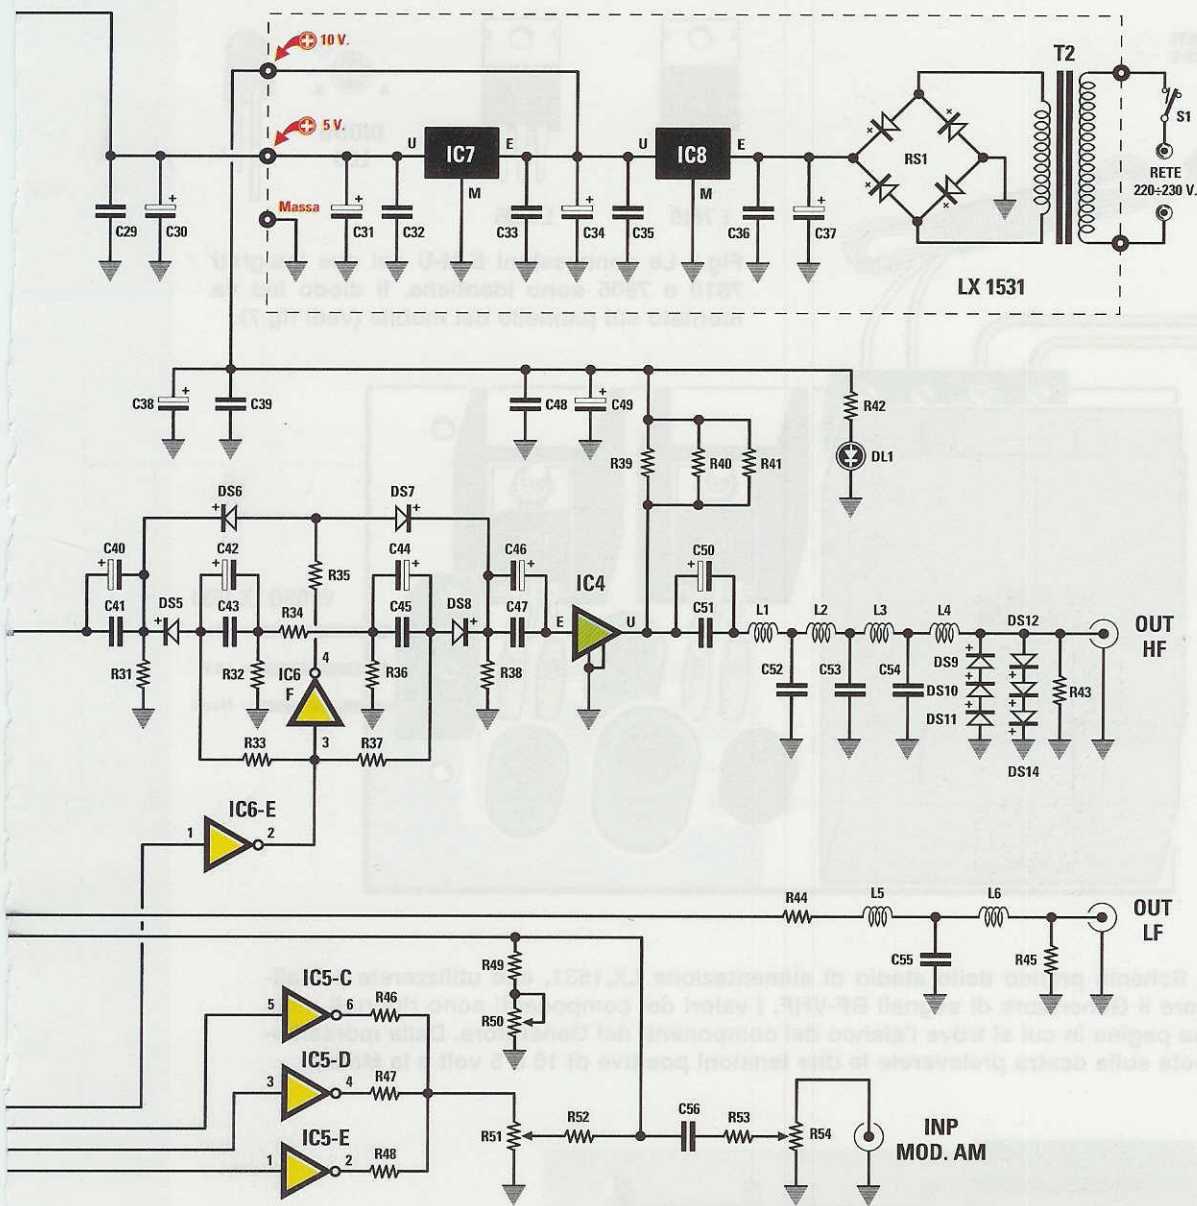 10 V.
T2
S1
5 V.
U
IC7
E
U
IC8
E
RS1
RETE
220÷230 V.
M
M
Massa
C29
C30
C31
C32
C33
C34
C35
C36
C37
LX 1531
C38
C39
C48
C49
R42
R39
R40
R41
DL1
DS6
DS7
C40
C42
C44
C46
C50
R35
IC4
C41
DS5
C43
R34
C45
DS8
C47
E
U
C51
L1
L2
L3
L4
DS12
OUT
HF
R31
R32
4
IC6
F
R36
R38
C52
C53
C54
DS9
DS10
DS11
R43
3
R33
R37
DS14
IC6-E
1
2
R44
L5
L6
OUT
LF
C55
R45
R49
IC5-C
R46
5
6
R50
IC5-D
3
4
R47
R51
R52
C56
R53
R54
INP
MOD. AM
IC5-E
1
2
R48